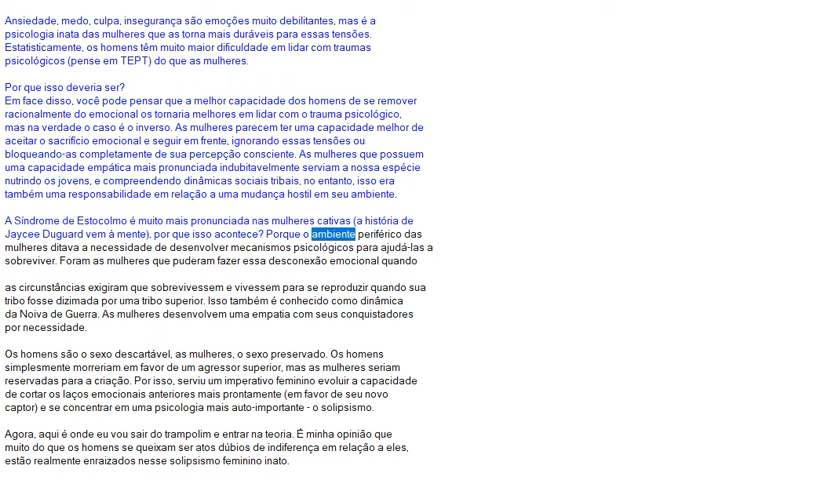 Ansiedade, medo, culpa, insegurança são emoções muito debilitantes, mas é a
psicologia inata das mulheres que as torna mais duráveis para essas tensões.
Estatisticamente, os homens têm muito maior dificuldade em lidar com traumas
psicológicos (pense em TEPT) do que as mulheres.
Por que isso deveria ser?
Em face disso, você pode pensar que a melhor capacidade dos homens de se remover
racionalmente do emocional os tornaria melhores em lidar com o trauma psicológico,
mas na verdade o caso é o inverso. As mulheres parecem ter uma capacidade melhor de
aceitar o sacrifício emocional e seguir em frente, ignorando essas tensões ou
bloqueando-as completamente de sua percepção consciente. As mulheres que possuem
uma capacidade empática mais pronunciada indubitavelmente serviam a nossa espécie
nutrindo os jovens, e compreendendo dinâmicas sociais tribais, no entanto, isso era
também uma responsabilidade em relação a uma mudança hostil em seu ambiente.
A Síndrome de Estocolmo é muito mais pronunciada nas mulheres cativas (a história de
Jaycee Duguard vem à mente), por que isso acontece? Porque o ambiente periférico das
mulheres ditava a necessidade de desenvolver mecanismos psicológicos para ajudá-las a
sobreviver. Foram as mulheres que puderam fazer essa desconexão emocional quando
as circunstâncias exigiram que sobrevivessem e vivessem para se reproduzir quando sua
tribo fosse dizimada por uma tribo superior. Isso também é conhecido como dinâmica
da Noiva de Guerra. As mulheres desenvolvem uma empatia com seus conquistadores
por necessidade.
Os homens são o sexo descartável, as mulheres, o sexo preservado. Os homens
simplesmente morreriam em favor de um agressor superior, mas as mulheres seriam
reservadas para a criação. Por isso, serviu um imperativo feminino evoluir a capacidade
de cortar os laços emocionais anteriores mais prontamente (em favor de seu novo
captor) e se concentrar em uma psicologia mais auto-importante - o solipsismo.
Agora, aqui é onde eu vou sair do trampolim e entrar na teoria. É minha opinião que
muito do que os homens se queixam ser atos dúbios de indiferença em relação a eles,
estão realmente enraizados nesse solipsismo feminino inato.